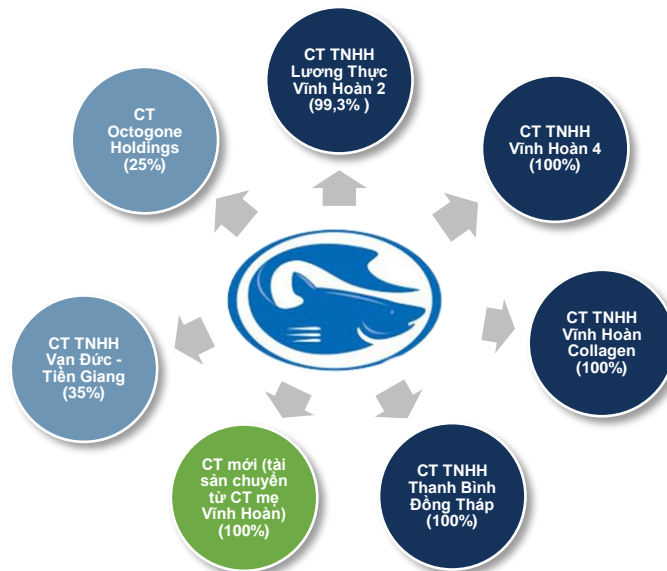 CT TNHH
Lương Thực
Vĩnh Hoàn 2
(99,3% )
CT TNHH
Vĩnh Hoàn 4
(100%)
CT TNHH
Vĩnh Hoàn
Collagen
(100%)
CT TNHH
Thanh Bình
Đồng Tháp
(100%)
CT mới (tài
sản chuyển
từ CT mẹ
Vĩnh Hoàn)
(100%)
CT TNHH
Vạn Đức -
Tiền Giang
(35%)
CT
Octogone
Holdings
(25%)